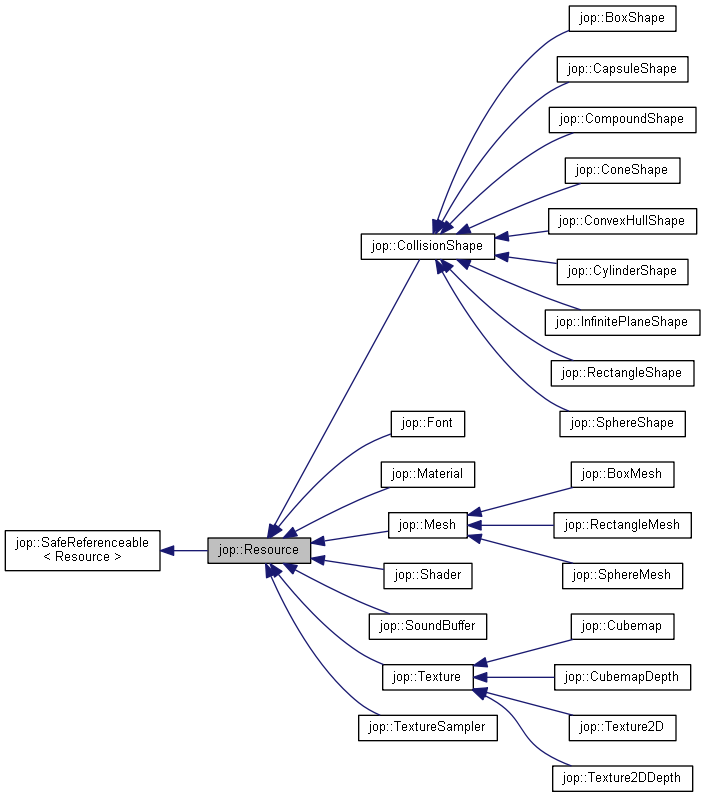 jop::BoxShape
jop::CapsuleShape
jop::CompoundShape
jop::ConeShape
jop::ConvexHullShape
jop::CollisionShape
jop::CylinderShape
jop::InfinitePlaneShape
jop::RectangleShape
jop::SphereShape
jop::Font
jop::Material
jop::BoxMesh
jop::Mesh
jop::RectangleMesh
jop::SafeReferenceable
< Resource >
jop::Resource
jop::Shader
jop::SphereMesh
jop::SoundBuffer
jop::Cubemap
jop::Texture
jop::CubemapDepth
jop::TextureSampler
jop::Texture2D
jop::Texture2DDepth